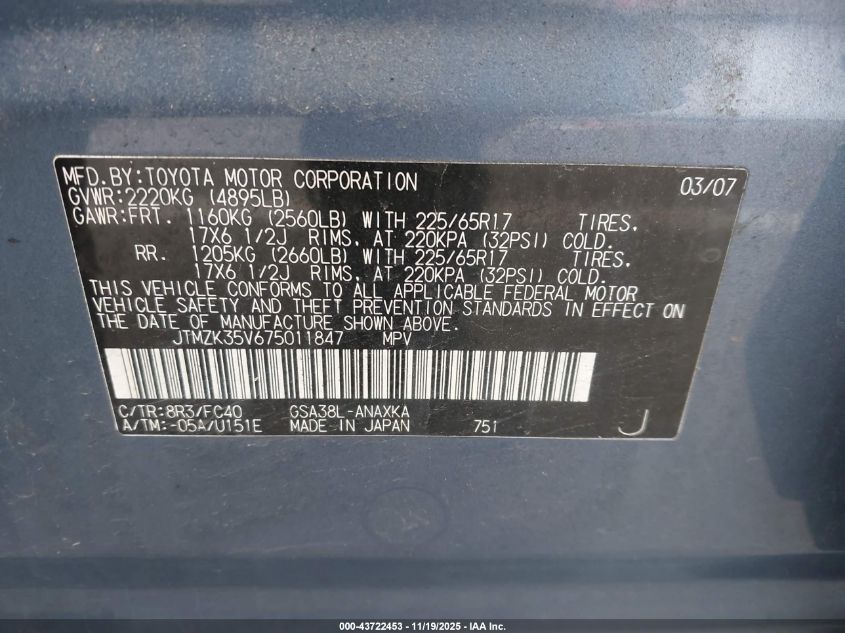 MFD.BY:TOYOTA MOTOR CORPORATION 03/07
GVWR:2220KG (4895LB)
GAWR:FRT. 1160KG (2560LB) WITH 225/65R17 TIRES,
17X6 1/2J RIMS, AT 220KPA (32PSI) COLD.
RR. 1205KG (2660LB) WITH 225/65R17 TIRES,
17X6 1/2J RIMS, AT 220KPA (32PSI) COLD.
THIS VEHICLE CONFORMS TO ALL APPLICABLE FEDERAL MOTOR
VEHICLE SAFETY AND THEFT PREVENTION STANDARDS IN EFFECT ON
THE DATE OF MANUFACTURE SHOWN ABOVE.
JTMZK35V675011847 MPV
C/TR:8R3/FC40 GSA38L-ANAXKA
A/TM:-05A/U151E MADE IN JAPAN 751 J
000-43722453 - 11/19/2025 - IAA Inc.